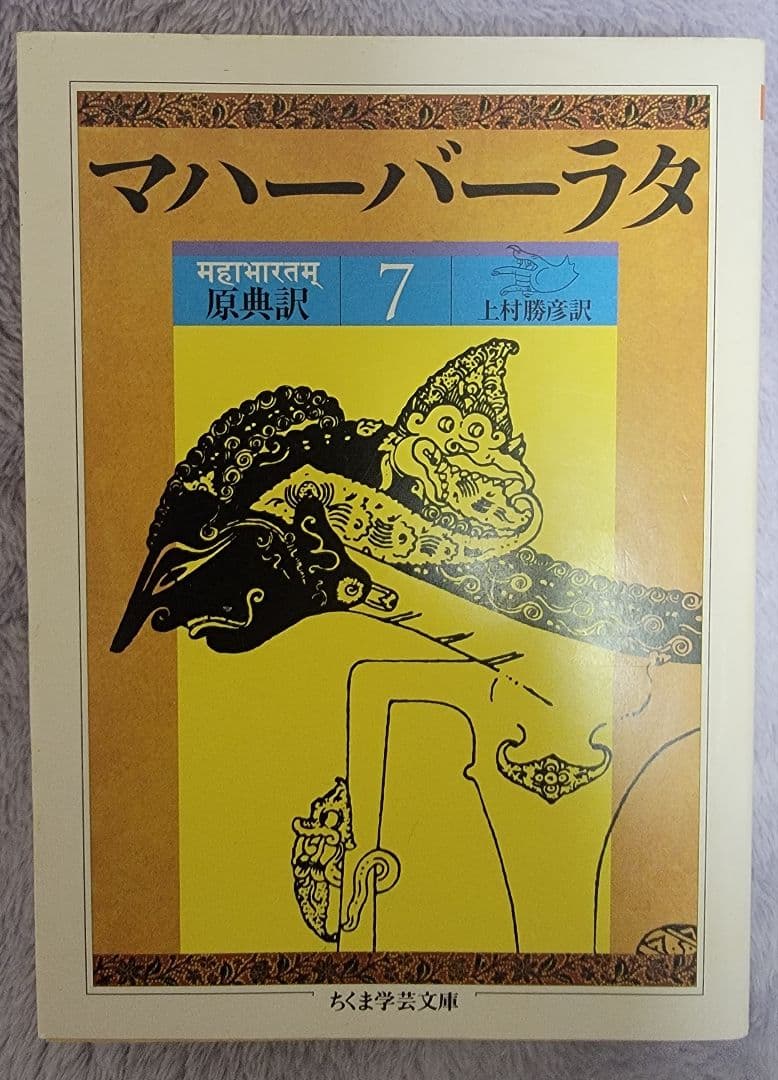 マハーバーラタ
महाभारतम्
原典訳
7
上村勝彦訳
ちくま学芸文庫